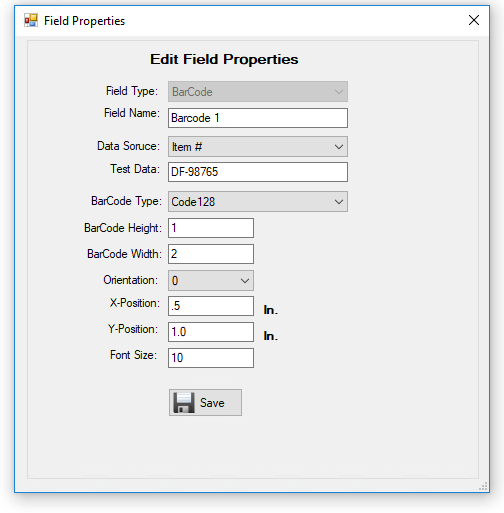 Field Properties
Edit Field Properties
Field Type: BarCode
Field Name: Barcode 1
Data Soruce: Item #
Test Data: DF-98765
BarCode Type: Code128
BarCode Height: 1
BarCode Width: 2
Orientation: 0
X-Position: .5 In.
Y-Position: 1.0 In.
Font Size: 10
Save